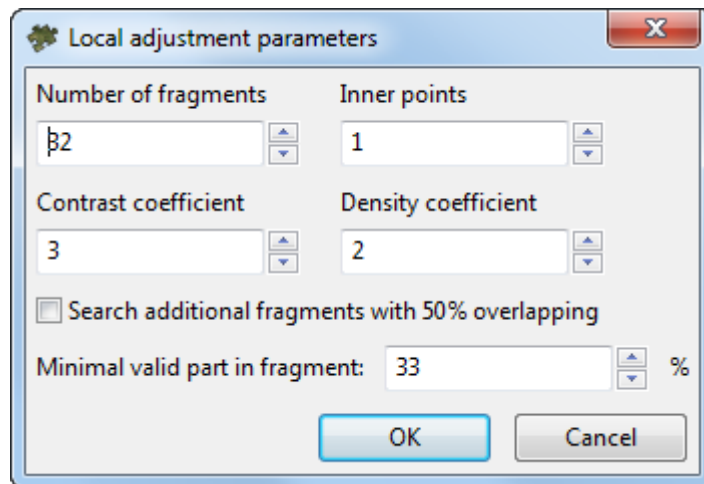 Local adjustment parameters
Number of fragments Inner points
32 1
Contrast coefficient Density coefficient
3 2
Search additional fragments with 50% overlapping
Minimal valid part in fragment: 33 %
OK Cancel